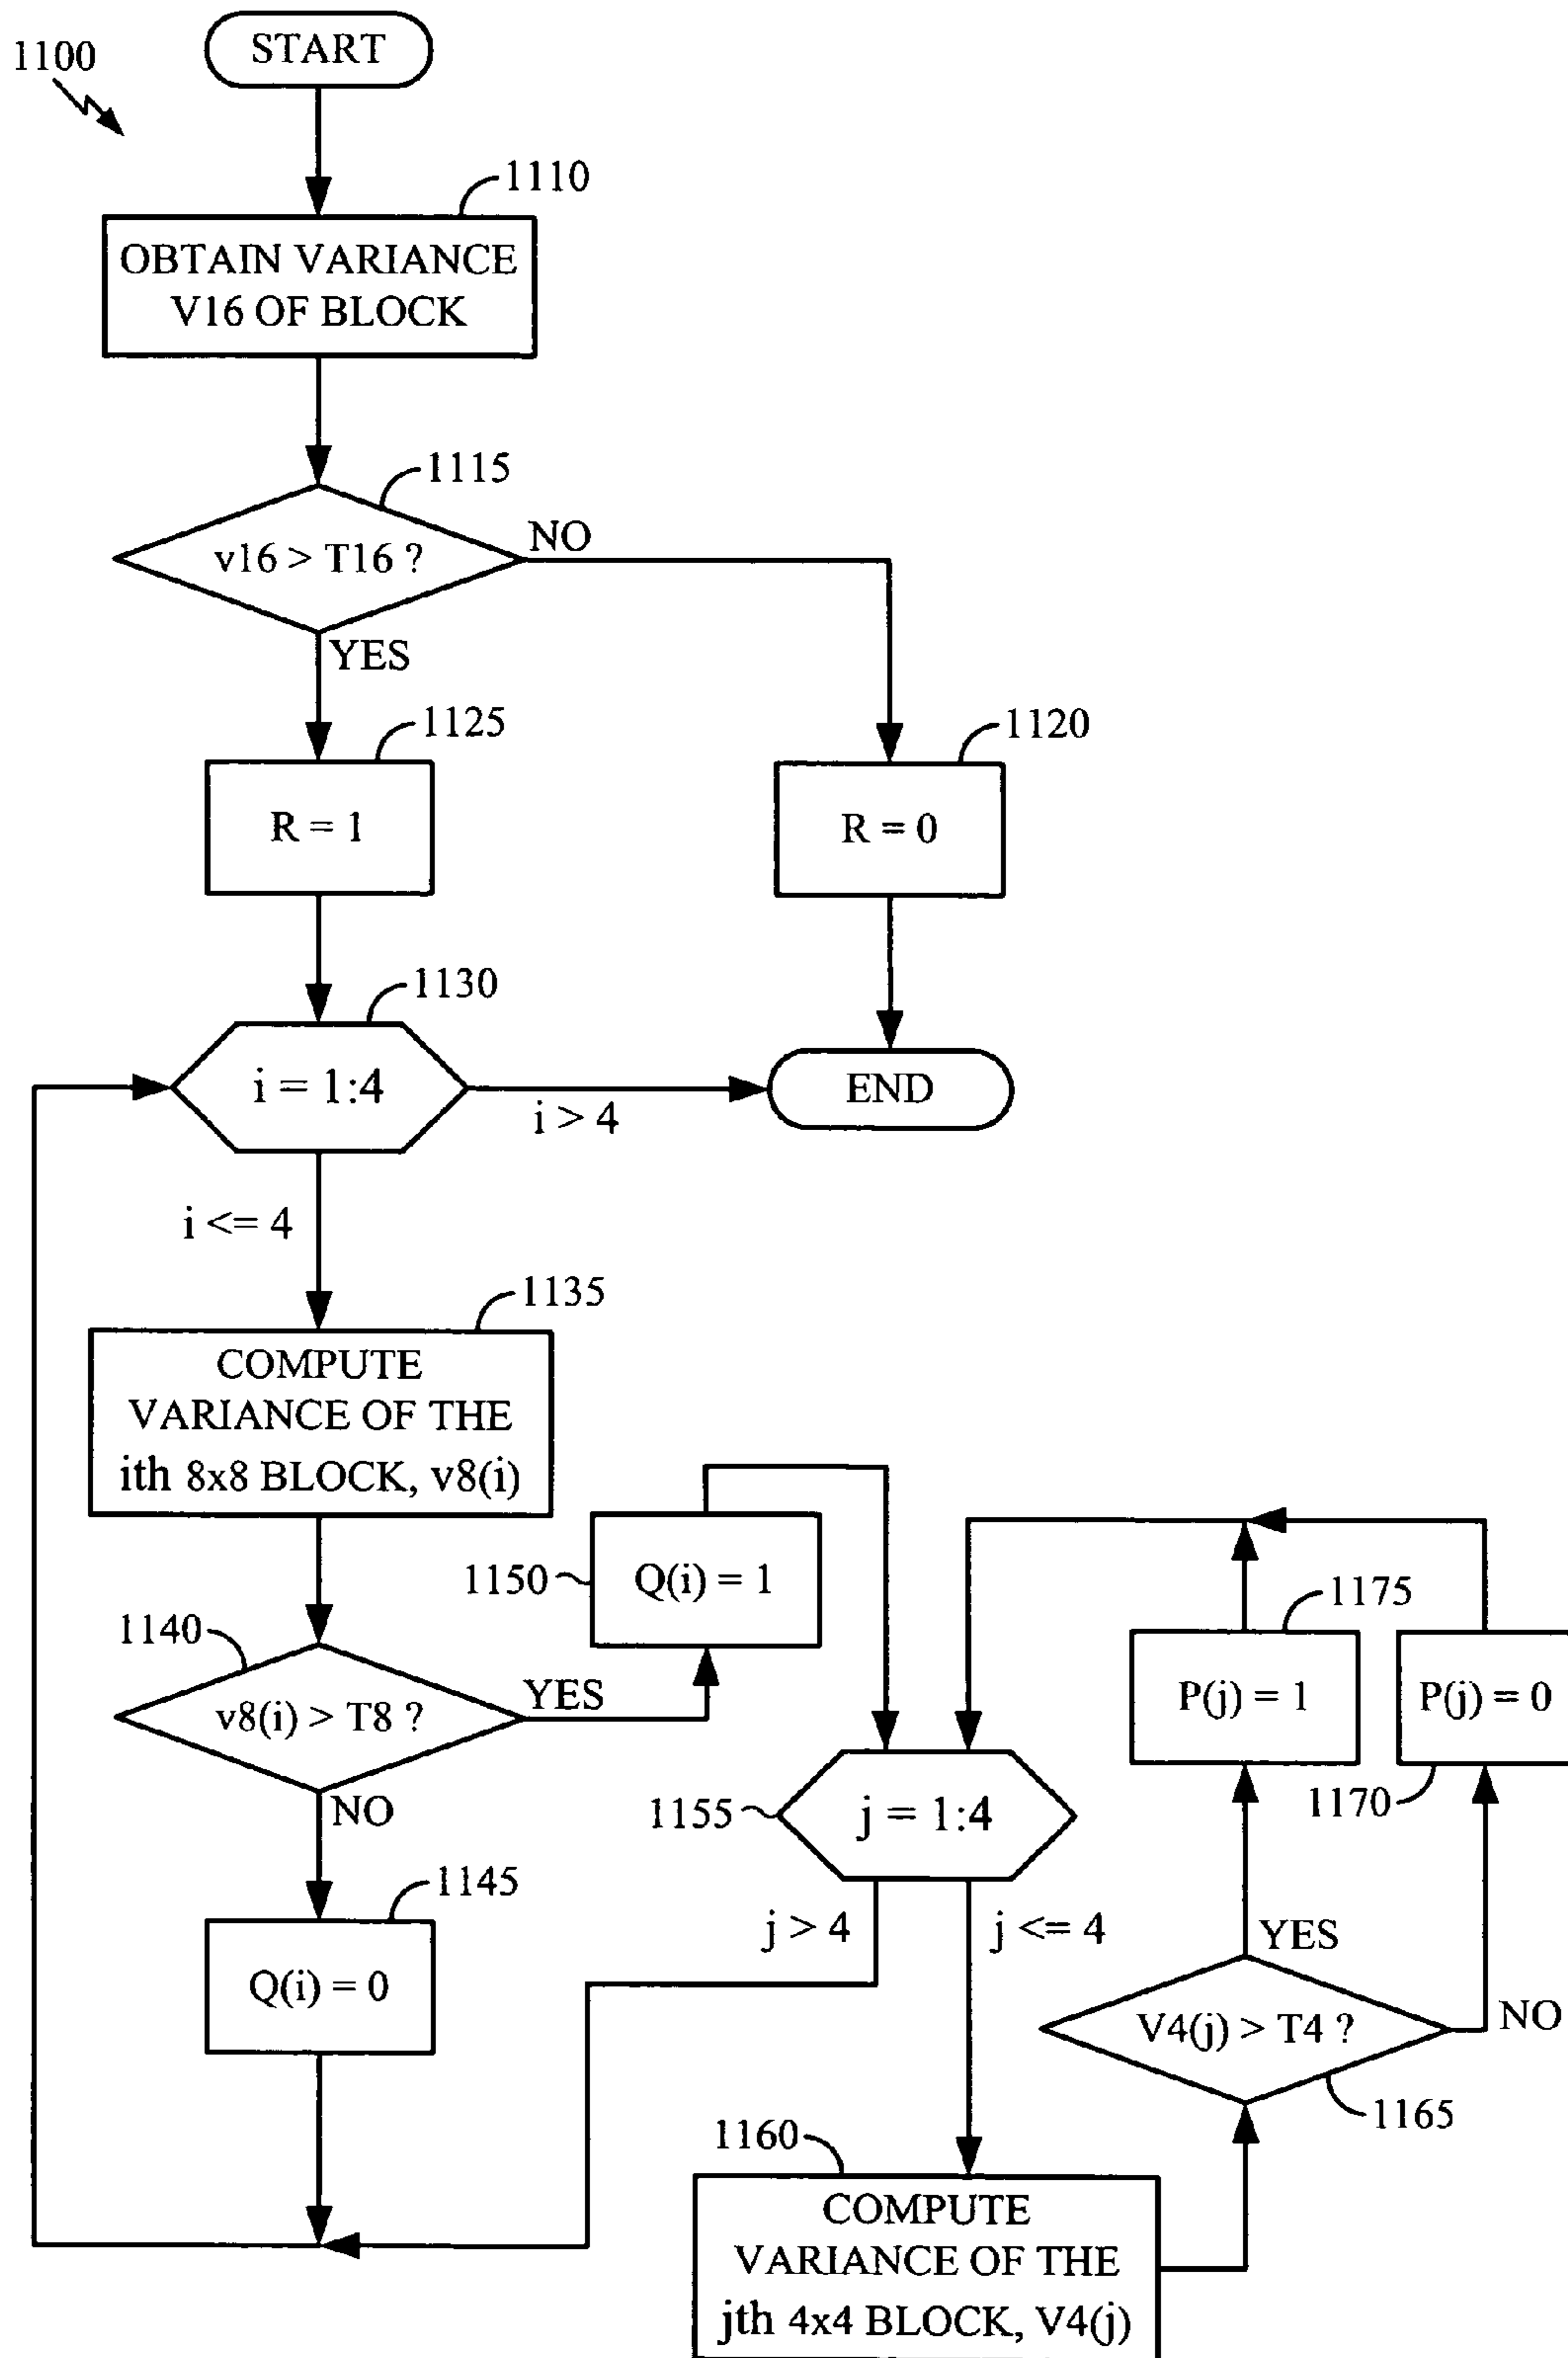 1100
START
1110
OBTAIN VARIANCE
V16 OF BLOCK
1115
v16 > T16 ?
NO
YES
1125
R = 1
1120
R = 0
1130
i = 1:4
i > 4
END
i <= 4
1135
COMPUTE
VARIANCE OF THE
ith 8x8 BLOCK, v8(i)
1140
v8(i) > T8 ?
YES
NO
1150
Q(i) = 1
1145
Q(i) = 0
1155
j = 1:4
j > 4
j <= 4
1160
COMPUTE
VARIANCE OF THE
jth 4x4 BLOCK, V4(j)
1165
V4(j) > T4 ?
YES
NO
1175
P(j) = 1
1170
P(j) = 0